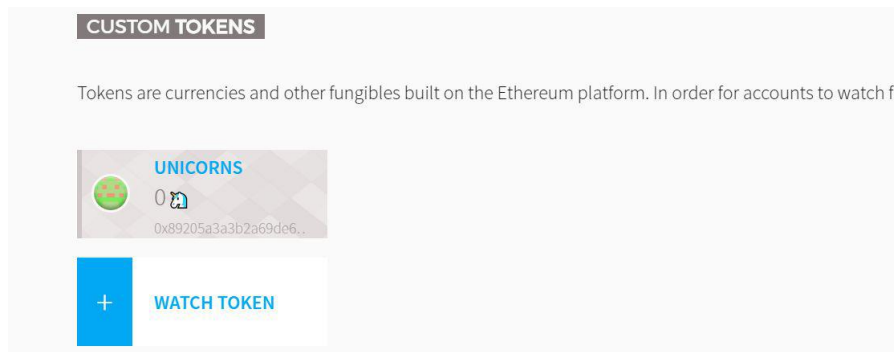 CUSTOM TOKENS
Tokens are currencies and other fungibles built on the Ethereum platform. In order for accounts to watch f
UNICORNS
0 🦄
0x89205a3a3b2a69de6..
+ WATCH TOKEN